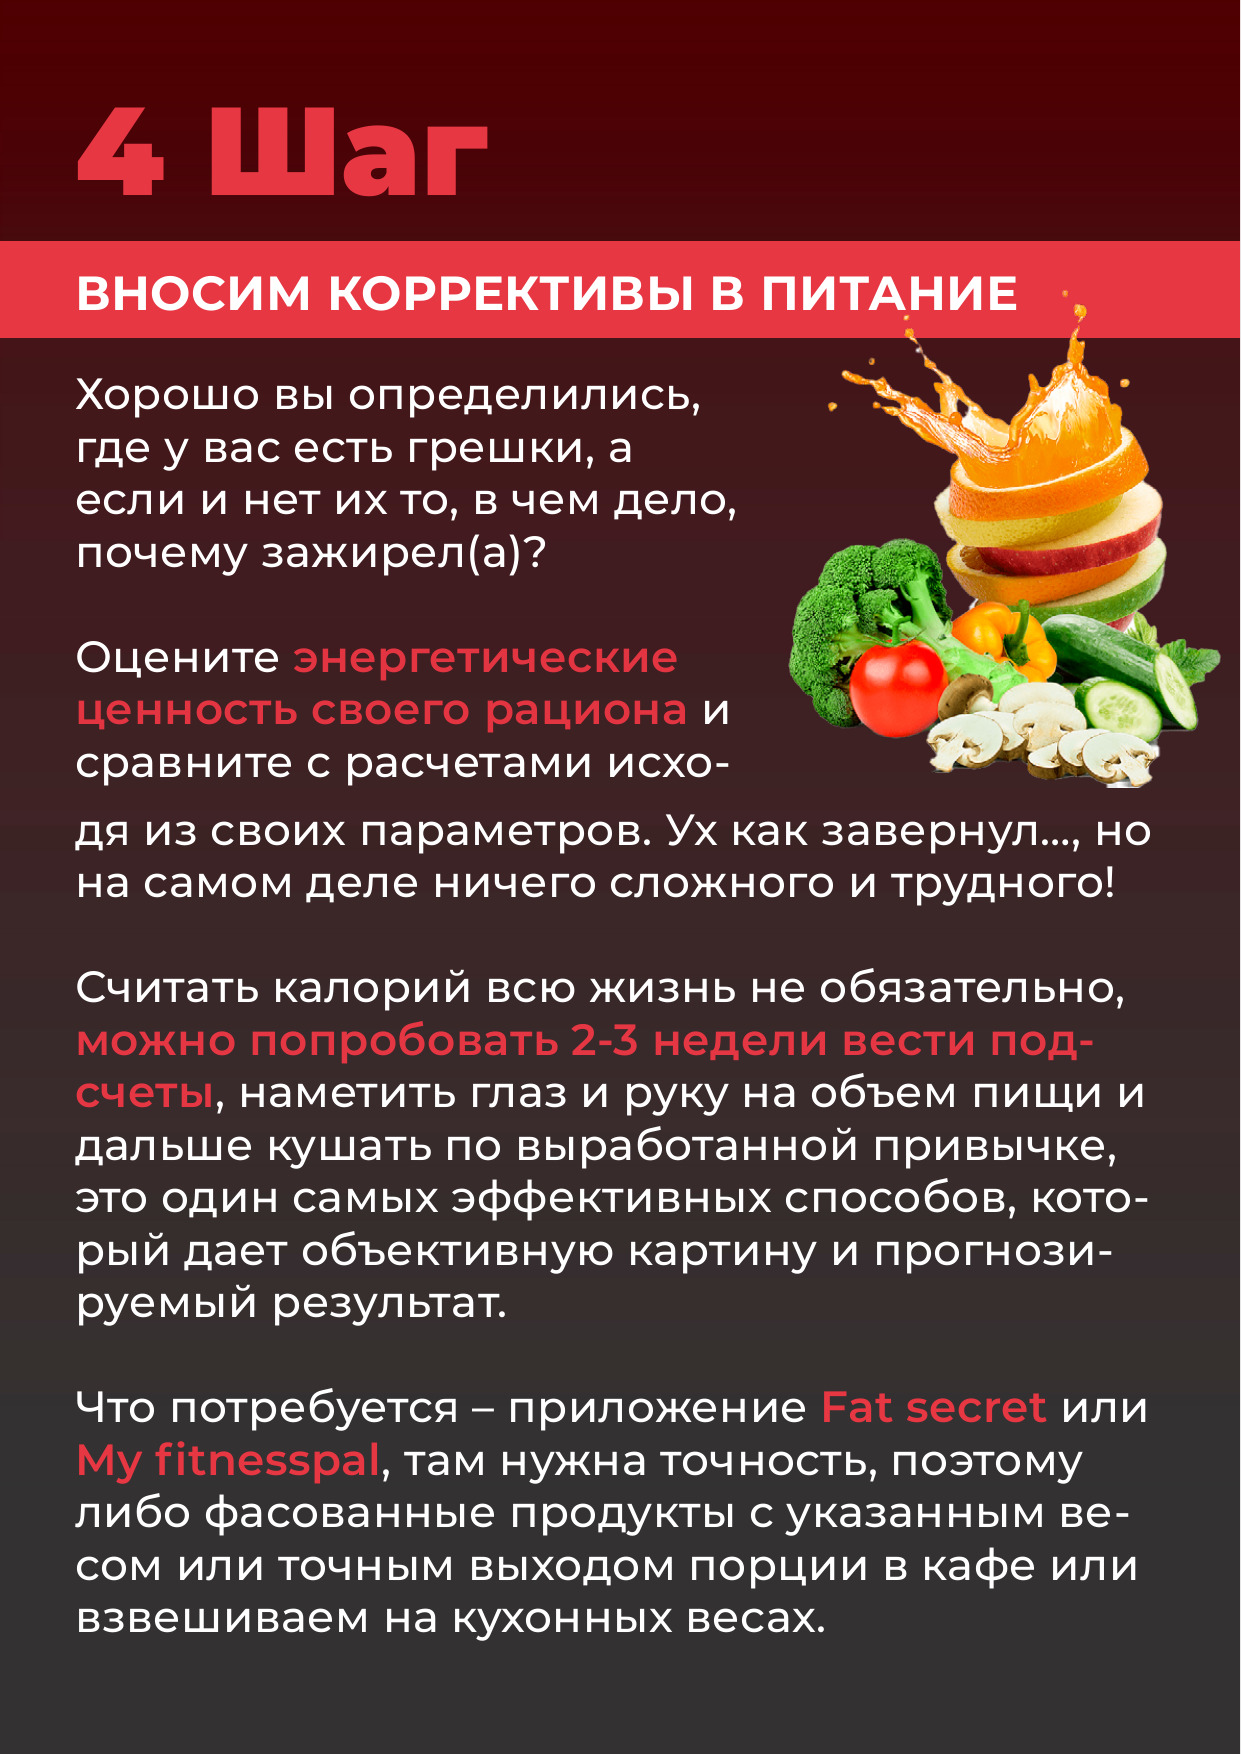 4 Шаг
ВНОСИМ КОРРЕКТИВЫ В ПИТАНИЕ
Хорошо вы определились,
где у вас есть грешки, а
если и нет их то, в чем дело,
почему зажирел(а)?
Оцените энергетические
ценность своего рациона и
сравните с расчетами исхо-
дя из своих параметров. Ух как завернул..., но
на самом деле ничего сложного и трудного!
Считать калорий всю жизнь не обязательно,
можно попробовать 2-3 недели вести под-
счеты, наметить глаз и руку на объем пищи и
дальше кушать по выработанной привычке,
это один самых эффективных способов, кото-
рый дает объективную картину и прогнози-
руемый результат.
Что потребуется – приложение Fat secret или
My fitnesspal, там нужна точность, поэтому
либо фасованные продукты с указанным ве-
сом или точным выходом порции в кафе или
взвешиваем на кухонных весах.